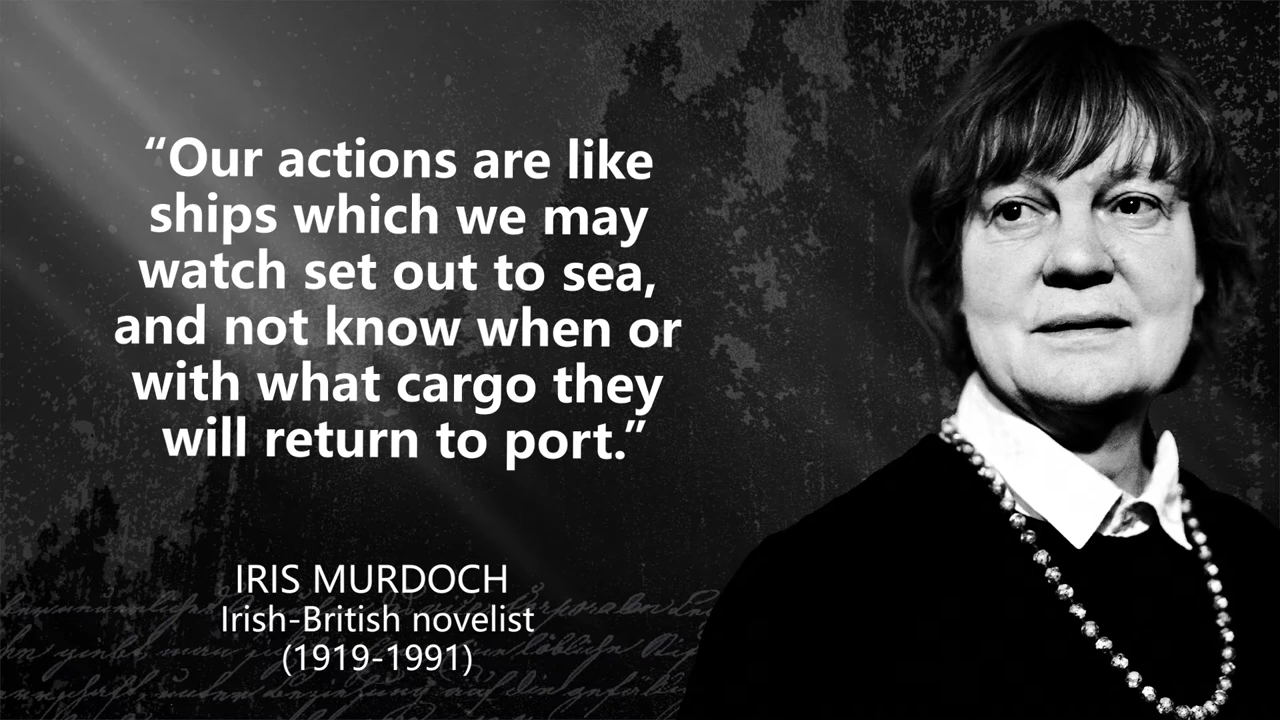 “Our actions are like
ships which we may
watch set out to sea,
and not know when or
with what cargo they
will return to port.”
IRIS MURDOCH
Irish-British novelist
(1919-1991)